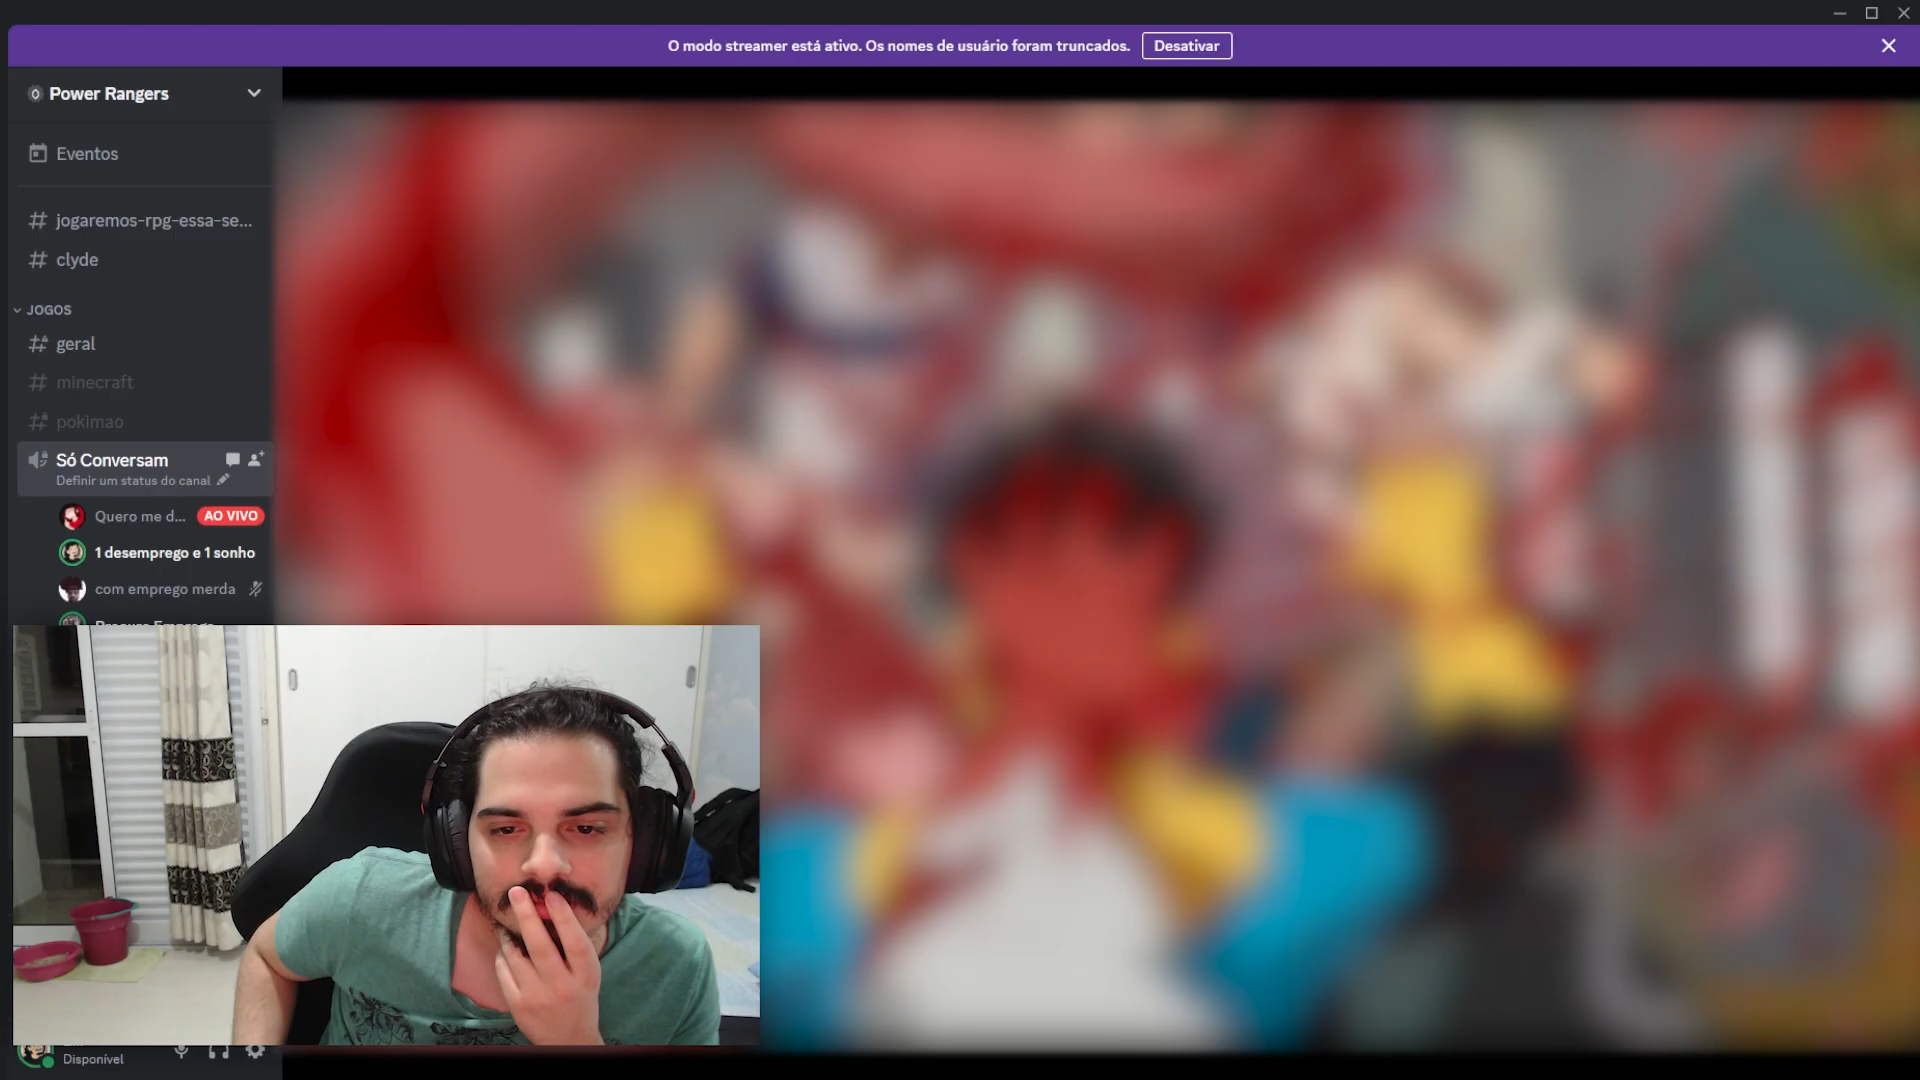 O modo streamer está ativo. Os nomes de usuário foram truncados. Desativar
Power Rangers
Eventos
jogaremos-rpg-essa-se...
clyde
JOGOS
geral
minecraft
pokimao
Só Conversam
Definir um status do canal
Quero me d... AO VIVO
1 desemprego e 1 sonho
com emprego merda
Procuro Emprego
Disponível